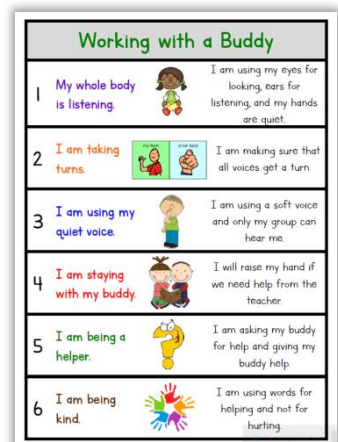 Working with a Buddy
1
My whole body
is listening.
I am using my eyes for
looking, ears for
listening, and my hands
are quiet.
2
I am taking
turns.
my turn
your turn
I am making sure that
all voices get a turn.
3
I am using my
quiet voice.
I am using a soft voice
and only my group can
hear me.
4
I am staying
with my buddy.
I will raise my hand if
we need help from the
teacher.
5
I am being a
helper.
I am asking my buddy
for help and giving my
buddy help.
6
I am being
kind.
I am using words for
helping and not for
hurting.